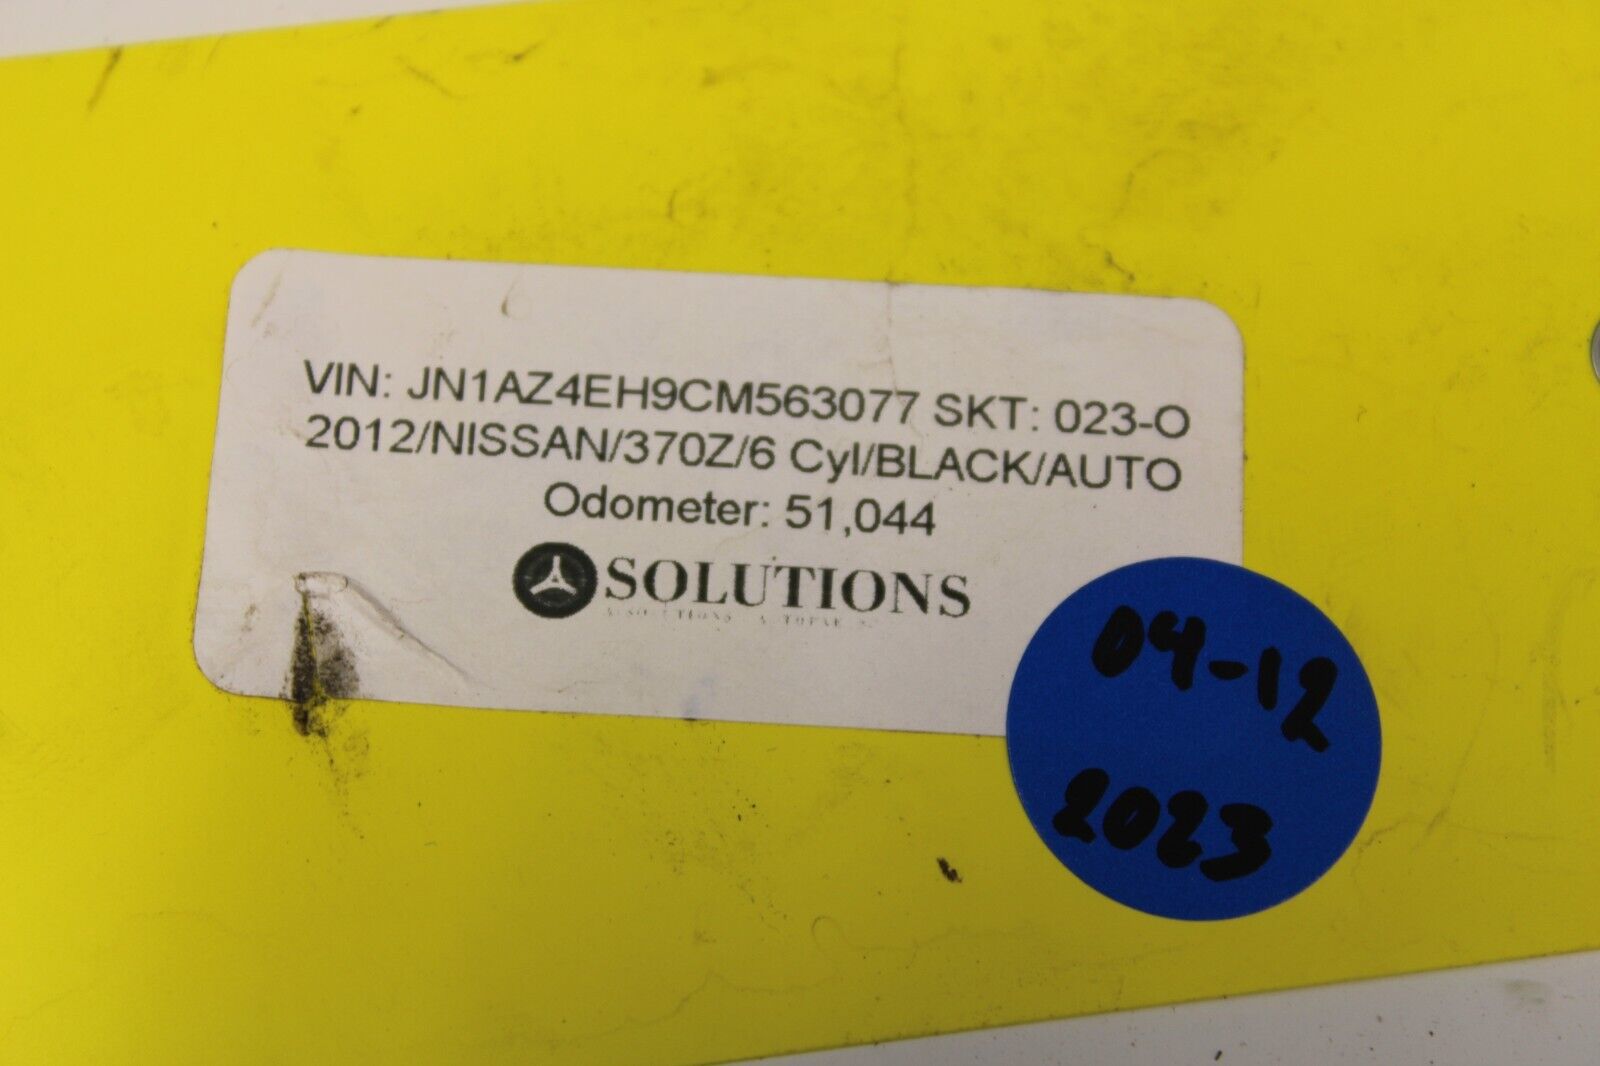 VIN: JN1AZ4EH9CM563077 SKT: 023-O
2012/NISSAN/370Z/6 Cyl/BLACK/AUTO
Odometer: 51,044
SOLUTIONS
04-12
2023